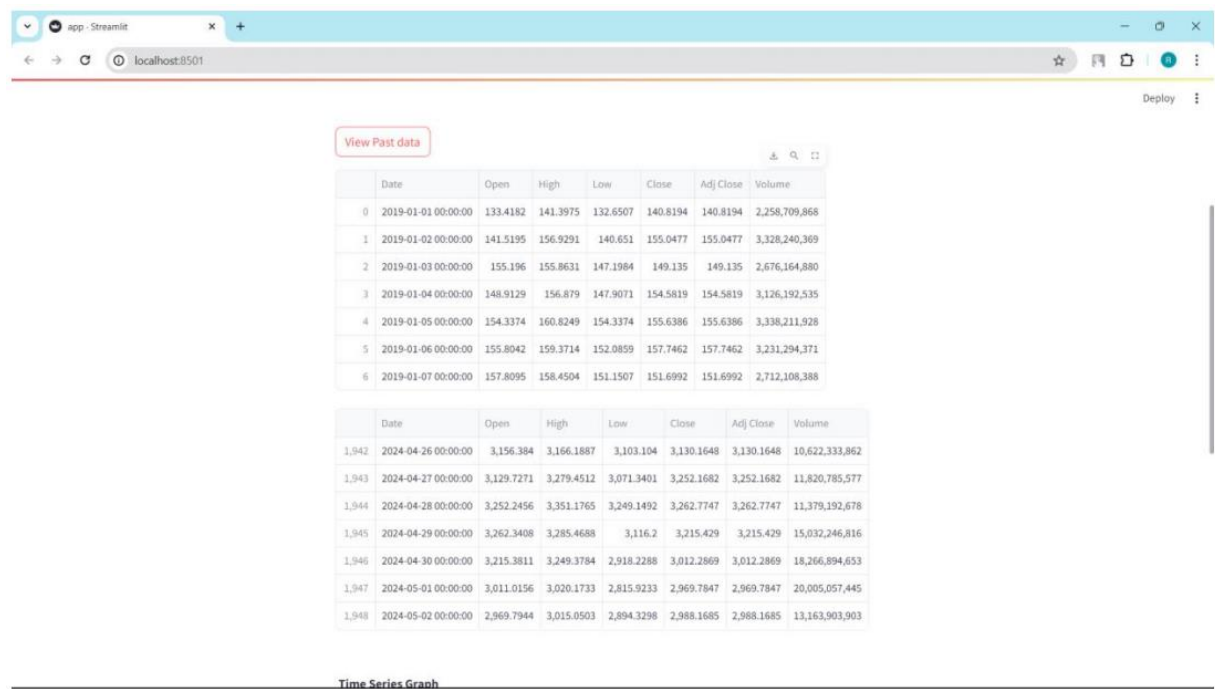 app - Streamlit
localhost:8501
Deploy
View Past data
Date Open High Low Close Adj Close Volume
0 2019-01-01 00:00:00 133.4182 141.3975 132.6507 140.8194 140.8194 2,258,709,868
1 2019-01-02 00:00:00 141.5195 156.9291 140.651 155.0477 155.0477 3,328,240,369
2 2019-01-03 00:00:00 155.196 155.8631 147.1984 149.135 149.135 2,676,164,880
3 2019-01-04 00:00:00 148.9129 156.879 147.9071 154.5819 154.5819 3,126,192,535
4 2019-01-05 00:00:00 154.3374 160.8249 154.3374 155.6386 155.6386 3,338,211,928
5 2019-01-06 00:00:00 155.8042 159.3714 152.0859 157.7462 157.7462 3,231,294,371
6 2019-01-07 00:00:00 157.8095 158.4504 151.1507 151.6992 151.6992 2,712,108,388
Date Open High Low Close Adj Close Volume
1,942 2024-04-26 00:00:00 3,156.384 3,166.1887 3,103.104 3,130.1648 3,130.1648 10,622,333,862
1,943 2024-04-27 00:00:00 3,129.7271 3,279.4512 3,071.3401 3,252.1682 3,252.1682 11,820,785,577
1,944 2024-04-28 00:00:00 3,252.2456 3,351.1765 3,249.1492 3,262.7747 3,262.7747 11,379,192,678
1,945 2024-04-29 00:00:00 3,262.3408 3,285.4688 3,116.2 3,215.429 3,215.429 15,032,246,816
1,946 2024-04-30 00:00:00 3,215.3811 3,249.3784 2,918.2288 3,012.2869 3,012.2869 18,266,894,653
1,947 2024-05-01 00:00:00 3,011.0156 3,020.1733 2,815.9233 2,969.7847 2,969.7847 20,005,057,445
1,948 2024-05-02 00:00:00 2,969.7944 3,015.0503 2,894.3298 2,988.1685 2,988.1685 13,163,903,903
Time Series Graph